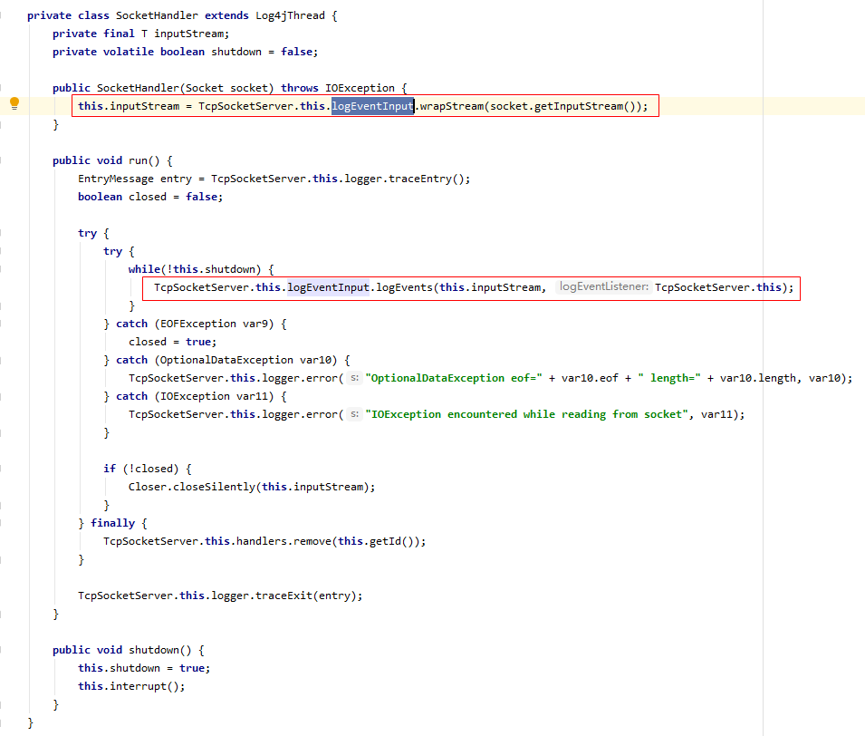 private class SocketHandler extends Log4jThread {
private final T inputStream;
private volatile boolean shutdown = false;
public SocketHandler(Socket socket) throws IOException {
this.inputStream = TcpSocketServer.this.logEventInput.wrapStream(socket.getInputStream());
}
public void run() {
EntryMessage entry = TcpSocketServer.this.logger.traceEntry();
boolean closed = false;
try {
try {
while(!this.shutdown) {
TcpSocketServer.this.logEventInput.logEvents(this.inputStream, logEventListener: TcpSocketServer.this);
}
} catch (EOFException var9) {
closed = true;
} catch (OptionalDataException var10) {
TcpSocketServer.this.logger.error( s: "OptionalDataException eof=" + var10.eof + " length=" + var10.length, var10);
} catch (IOException var11) {
TcpSocketServer.this.logger.error( s: "IOException encountered while reading from socket", var11);
}
if (!closed) {
Closer.closeSilently(this.inputStream);
}
} finally {
TcpSocketServer.this.handlers.remove(this.getId());
}
TcpSocketServer.this.logger.traceExit(entry);
}
public void shutdown() {
this.shutdown = true;
this.interrupt();
}
}